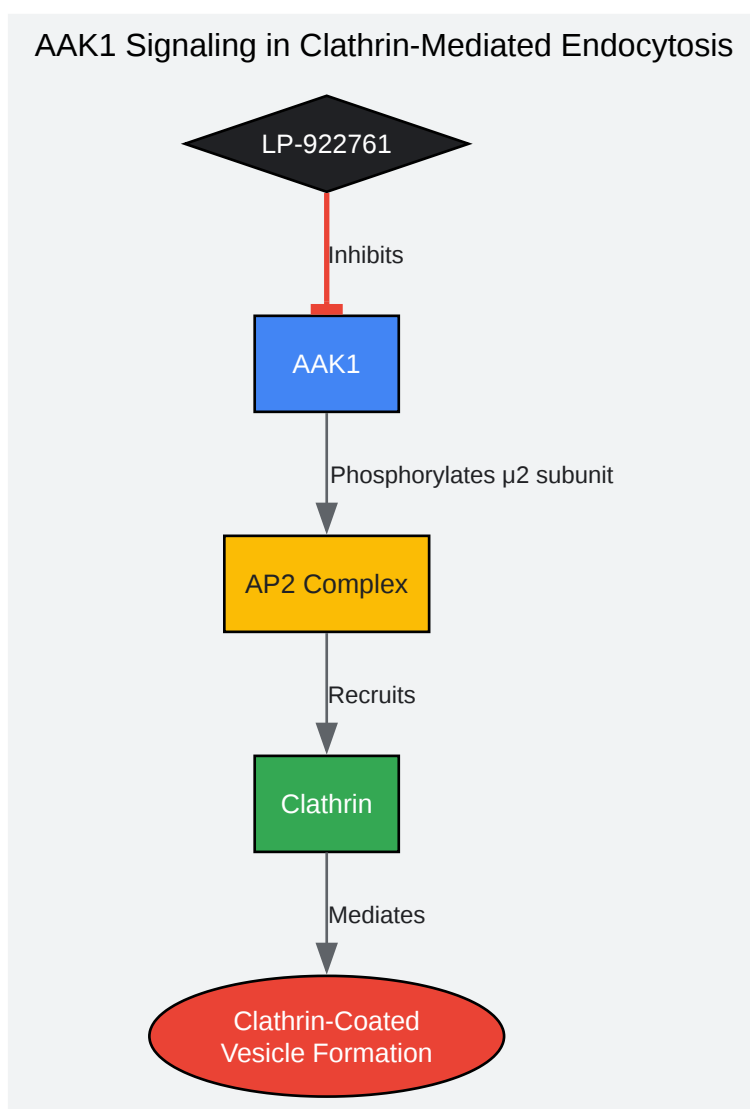 AAK1 Signaling in Clathrin-Mediated Endocytosis
LP-922761
Inhibits
AAK1
Phosphorylates μ2 subunit
AP2 Complex
Recruits
Clathrin
Mediates
Clathrin-Coated
Vesicle Formation